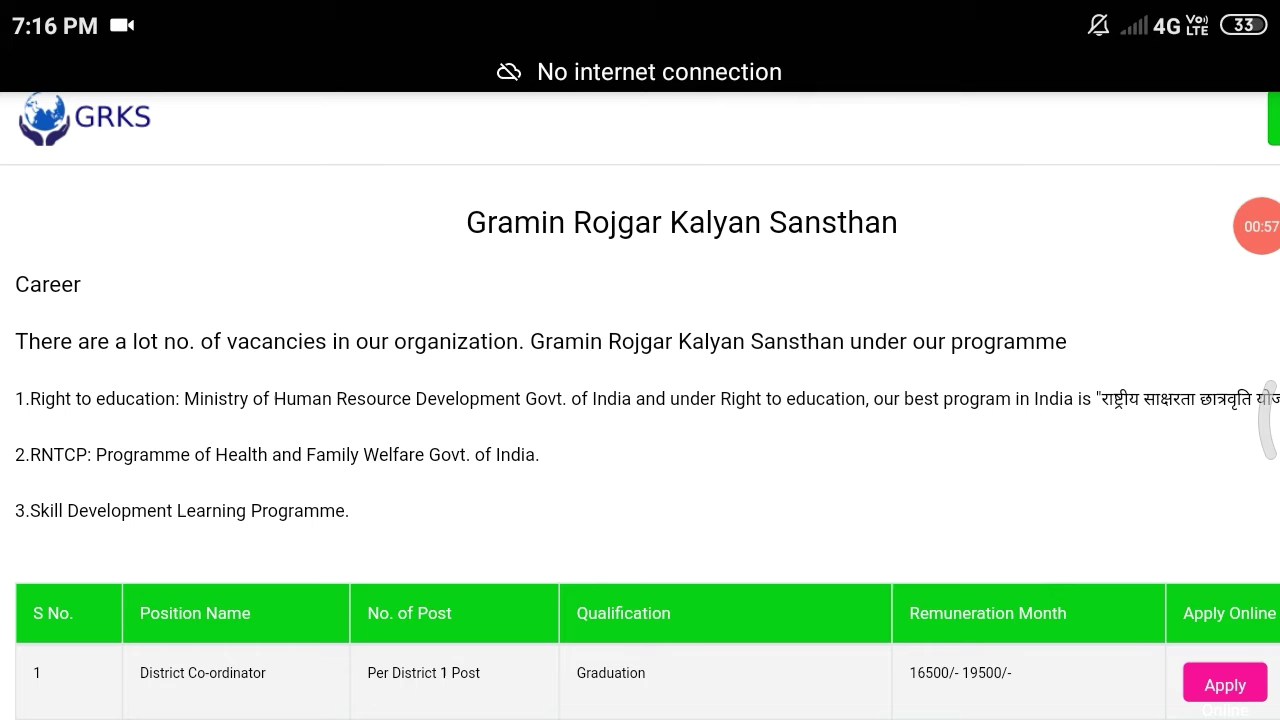 7:16 PM 4G VoLTE 33
No internet connection
GRKS
Gramin Rojgar Kalyan Sansthan
00:57
Career
There are a lot no. of vacancies in our organization. Gramin Rojgar Kalyan Sansthan under our programme
1.Right to education: Ministry of Human Resource Development Govt. of India and under Right to education, our best program in India is "राष्ट्रीय साक्षरता छात्रवृति
2.RNTCP: Programme of Health and Family Welfare Govt. of India.
3.Skill Development Learning Programme.
S No. Position Name No. of Post Qualification Remuneration Month Apply Online
1 District Co-ordinator Per District 1 Post Graduation 16500/- 19500/- Apply
Online